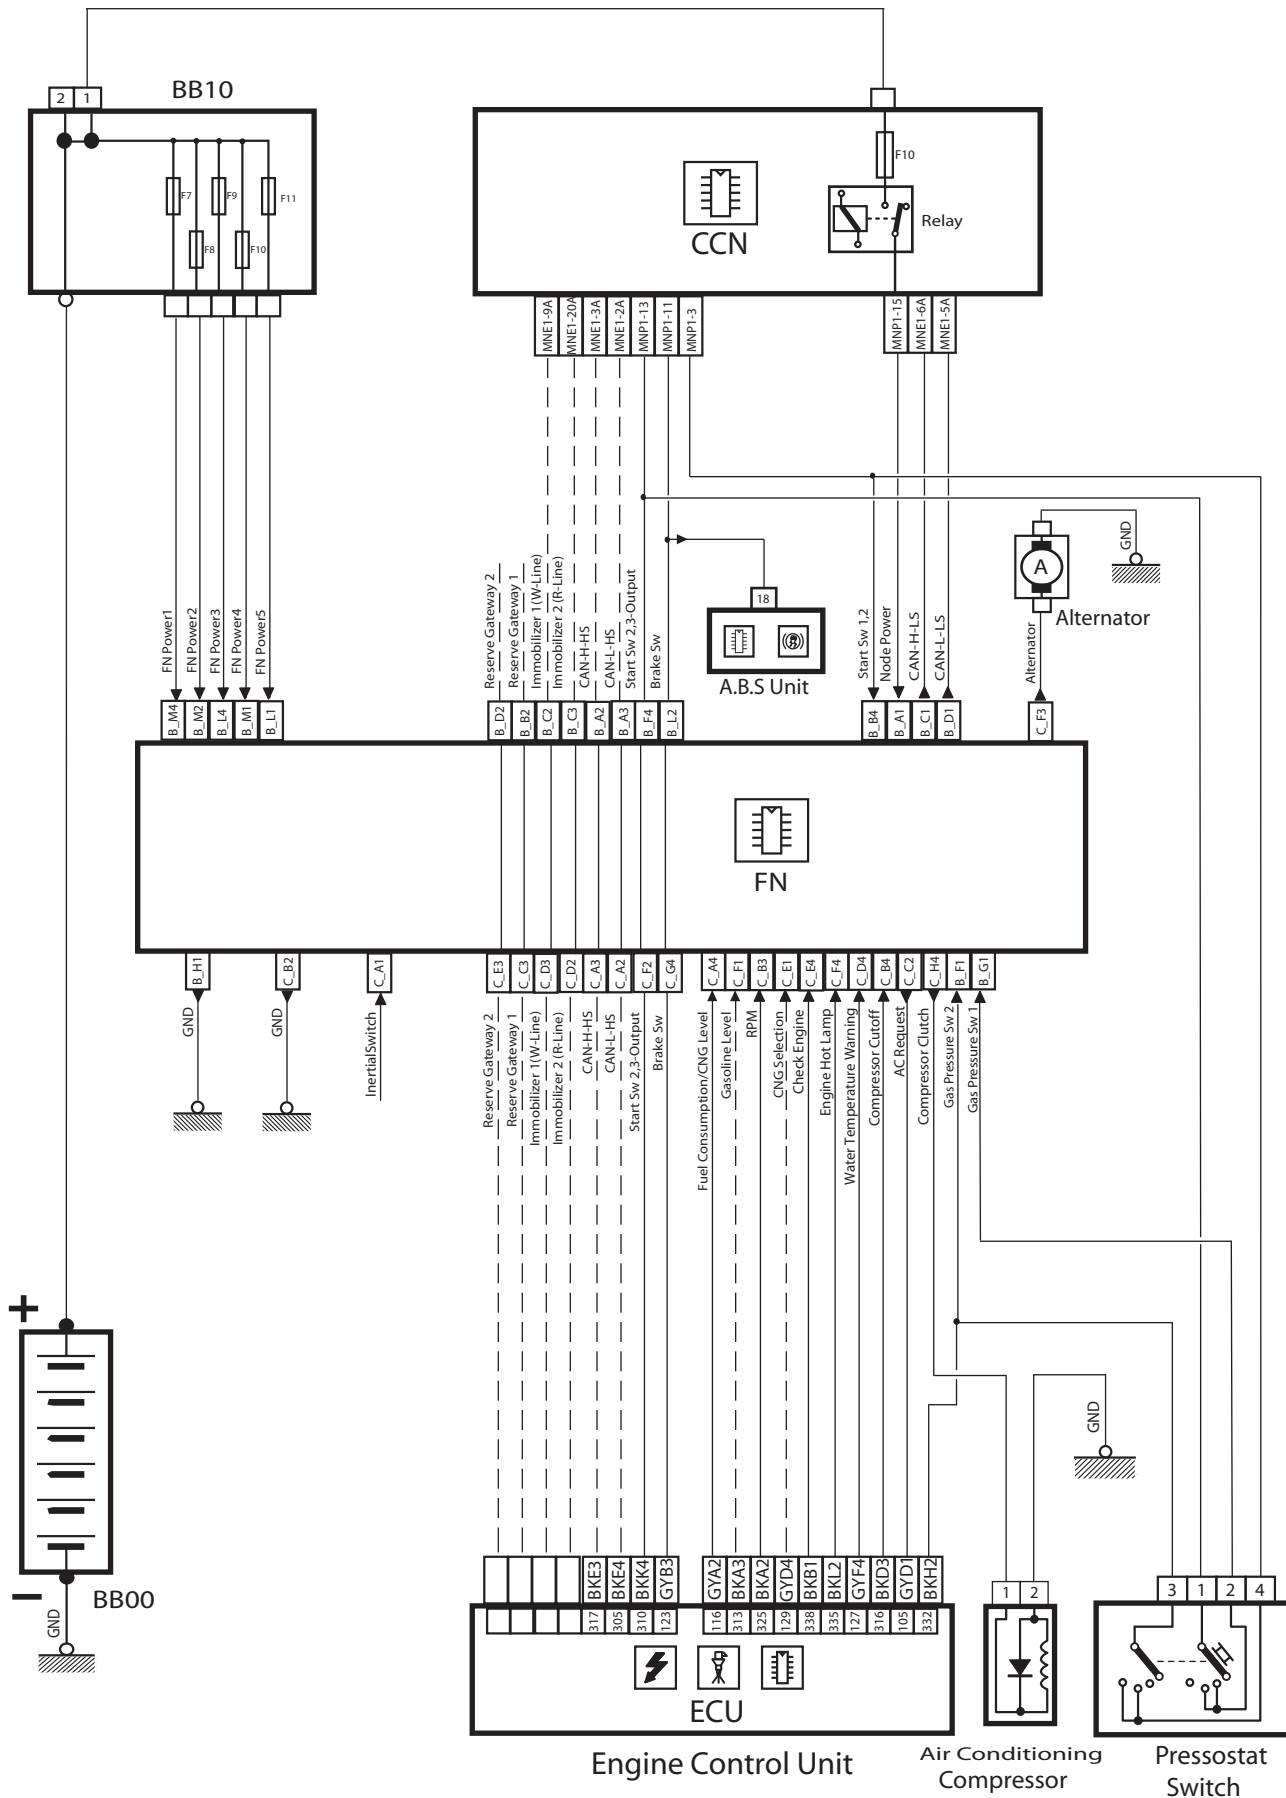 BB10
2
1
F7
F8
F9
F10
F11
CCN
F10
Relay
MNE1-9A
MNE1-20A
MNE1-3A
MNE1-2A
MNP1-13
MNP1-11
MNP1-3
MNP1-15
MNE1-6A
MNE1-5A
FN Power1
FN Power2
FN Power3
FN Power4
FN Power5
Reserve Gateway 2
Reserve Gateway 1
Immobilizer 1(W-Line)
Immobilizer 2 (R-Line)
CAN-H-HS
CAN-L-HS
Start Sw 2,3-Output
Brake Sw
18
A.B.S Unit
Start Sw 1,2
Node Power
CAN-H-LS
CAN-L-LS
Alternator
A
GND
Alternator
B_M4
B_M2
B_L4
B_M1
B_L1
B_D2
B_B2
B_C2
B_C3
B_A2
B_A3
B_F4
B_L2
B_B4
B_A1
B_C1
B_D1
C_F3
FN
B_H1
C_B2
C_A1
C_E3
C_C3
C_D3
C_D2
C_A3
C_A2
C_F2
C_G4
C_A4
C_F1
C_B3
C_E1
C_E4
C_F4
C_D4
C_B4
C_C2
C_H4
B_F1
B_G1
GND
GND
InertialSwitch
Reserve Gateway 2
Reserve Gateway 1
Immobilizer 1(W-Line)
Immobilizer 2 (R-Line)
CAN-H-HS
CAN-L-HS
Start Sw 2,3-Output
Brake Sw
Fuel Consumption/CNG Level
Gasoline Level
RPM
CNG Selection
Check Engine
Engine Hot Lamp
Water Temperature Warning
Compressor Cutoff
AC Request
Compressor Clutch
Gas Pressure Sw 2
Gas Pressure Sw 1
+
−
GND
BB00
GND
BKE3
BKE4
BKK4
GYB3
GYA2
BKA3
BKA2
GYD4
BKB1
BKL2
GYF4
BKD3
GYD1
BKH2
317
305
310
123
116
313
325
129
338
335
127
316
105
332
1
2
3
1
2
4
ECU
Engine Control Unit
Air Conditioning
Compressor
Pressostat
Switch